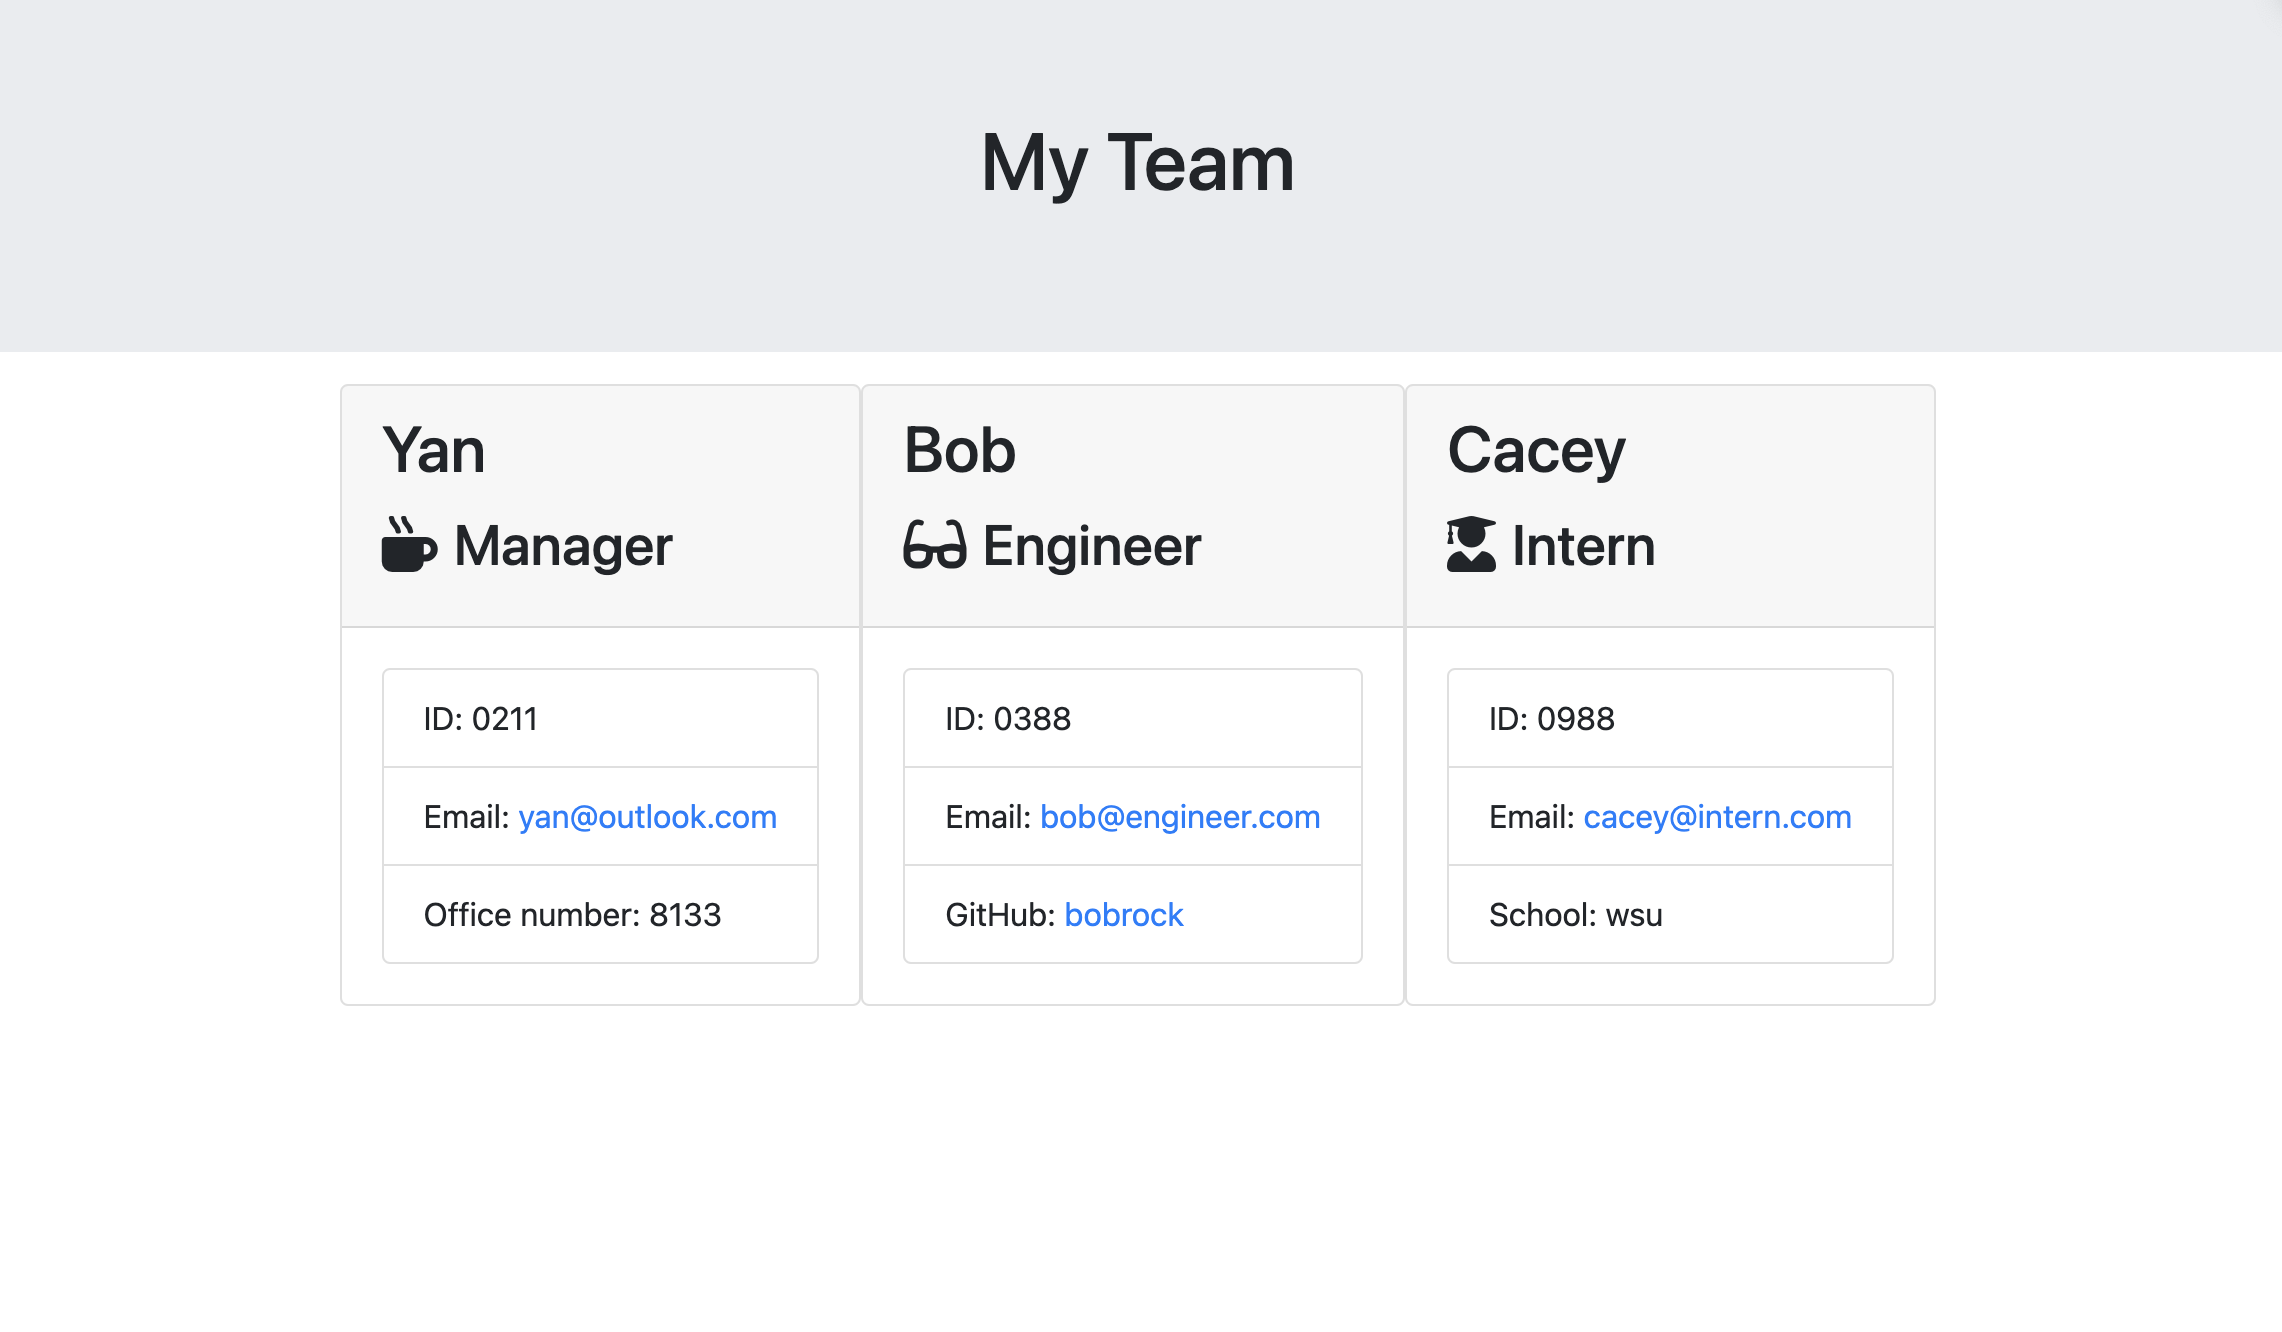 My Team
Yan
Manager
ID: 0211
Email: yan@outlook.com
Office number: 8133
Bob
Engineer
ID: 0388
Email: bob@engineer.com
GitHub: bobrock
Cacey
Intern
ID: 0988
Email: cacey@intern.com
School: wsu